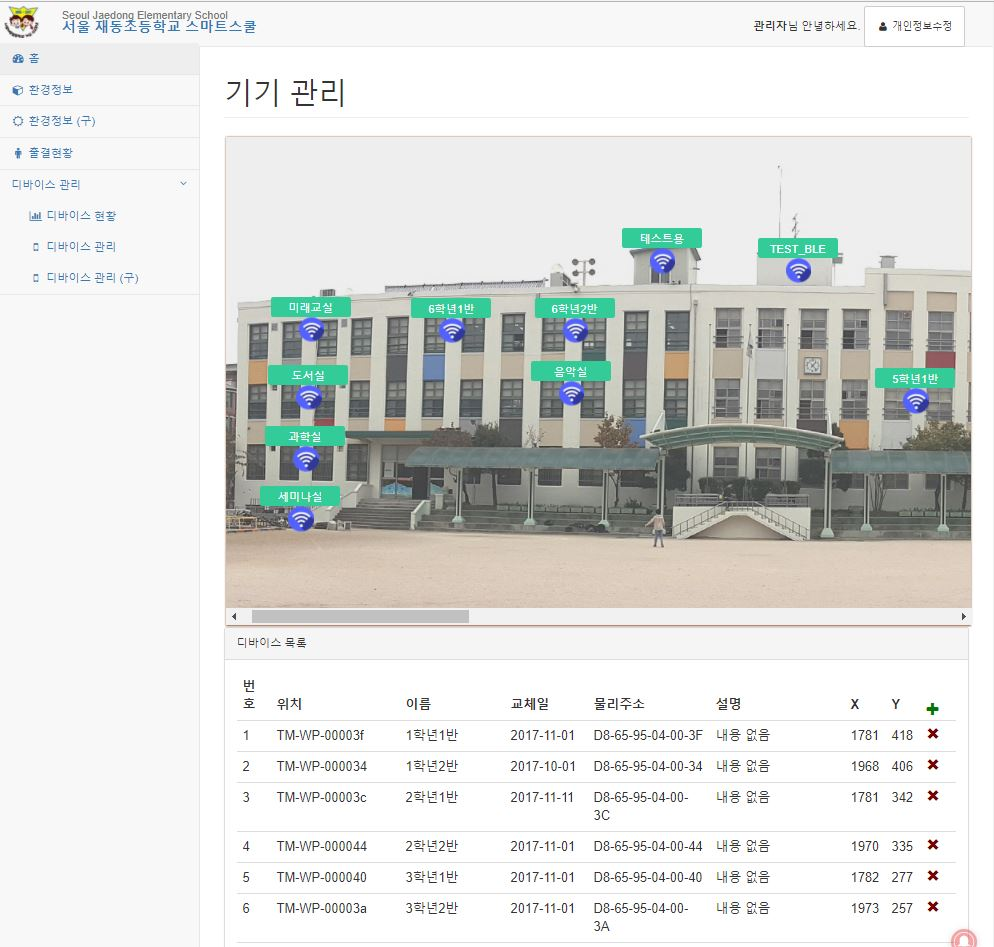 Seoul Jaedong Elementary School
서울 재동초등학교 스마트스쿨
관리자님 안녕하세요.
개인정보수정
홈
환경정보
환경정보 (구)
출결현황
디바이스 관리
디바이스 현황
디바이스 관리
디바이스 관리 (구)
기기 관리
테스트용
TEST_BLE
미래교실
6학년1반
6학년2반
도서실
음악실
5학년1반
과학실
세미나실
디바이스 목록
번호 위치 이름 교체일 물리주소 설명 X Y
1 TM-WP-00003f 1학년1반 2017-11-01 D8-65-95-04-00-3F 내용 없음 1781 418
2 TM-WP-000034 1학년2반 2017-10-01 D8-65-95-04-00-34 내용 없음 1968 406
3 TM-WP-00003c 2학년1반 2017-11-11 D8-65-95-04-00-3C 내용 없음 1781 342
4 TM-WP-000044 2학년2반 2017-11-01 D8-65-95-04-00-44 내용 없음 1970 335
5 TM-WP-000040 3학년1반 2017-11-01 D8-65-95-04-00-40 내용 없음 1782 277
6 TM-WP-00003a 3학년2반 2017-11-01 D8-65-95-04-00-3A 내용 없음 1973 257